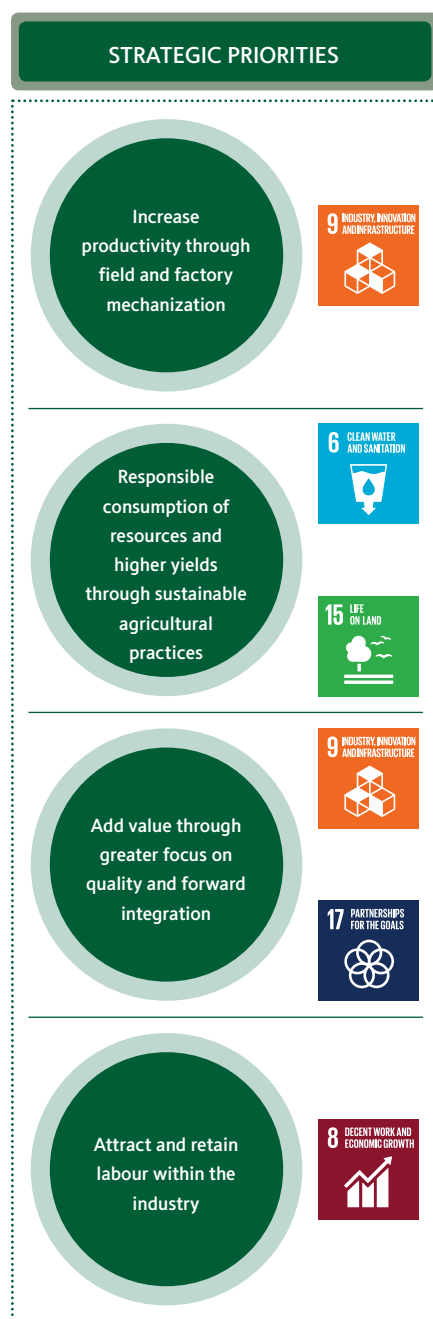 STRATEGIC PRIORITIES
Increase
productivity through
field and factory
mechanization
9 INDUSTRY, INNOVATION
AND INFRASTRUCTURE
Responsible
consumption of
resources and
higher yields
through sustainable
agricultural
practices
6 CLEAN WATER
AND SANITATION
15 LIFE
ON LAND
Add value through
greater focus on
quality and forward
integration
9 INDUSTRY, INNOVATION
AND INFRASTRUCTURE
17 PARTNERSHIPS
FOR THE GOALS
Attract and retain
labour within the
industry
8 DECENT WORK AND
ECONOMIC GROWTH